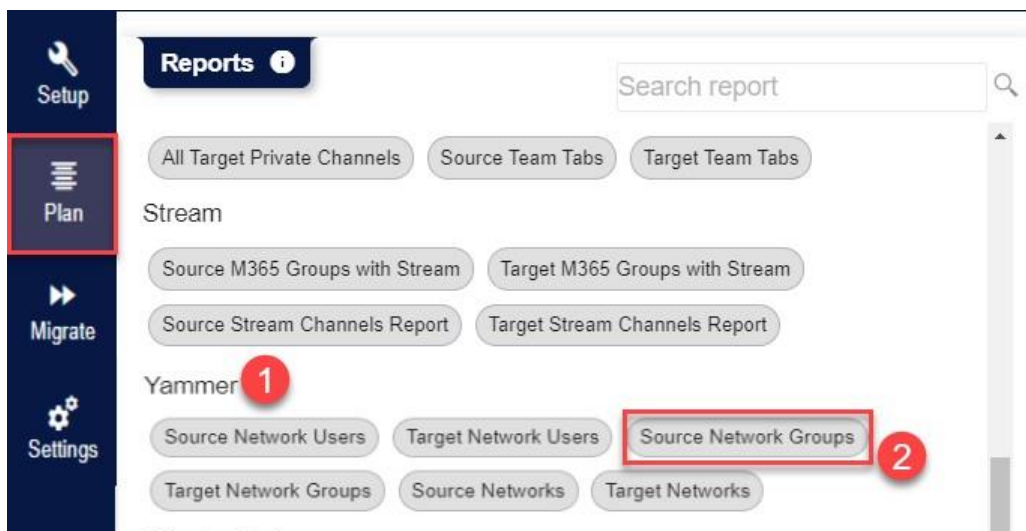 Setup
Plan
Migrate
Settings
Reports i
Search report
All Target Private Channels Source Team Tabs Target Team Tabs
Stream
Source M365 Groups with Stream Target M365 Groups with Stream
Source Stream Channels Report Target Stream Channels Report
Yammer 1
Source Network Users Target Network Users Source Network Groups 2
Target Network Groups Source Networks Target Networks